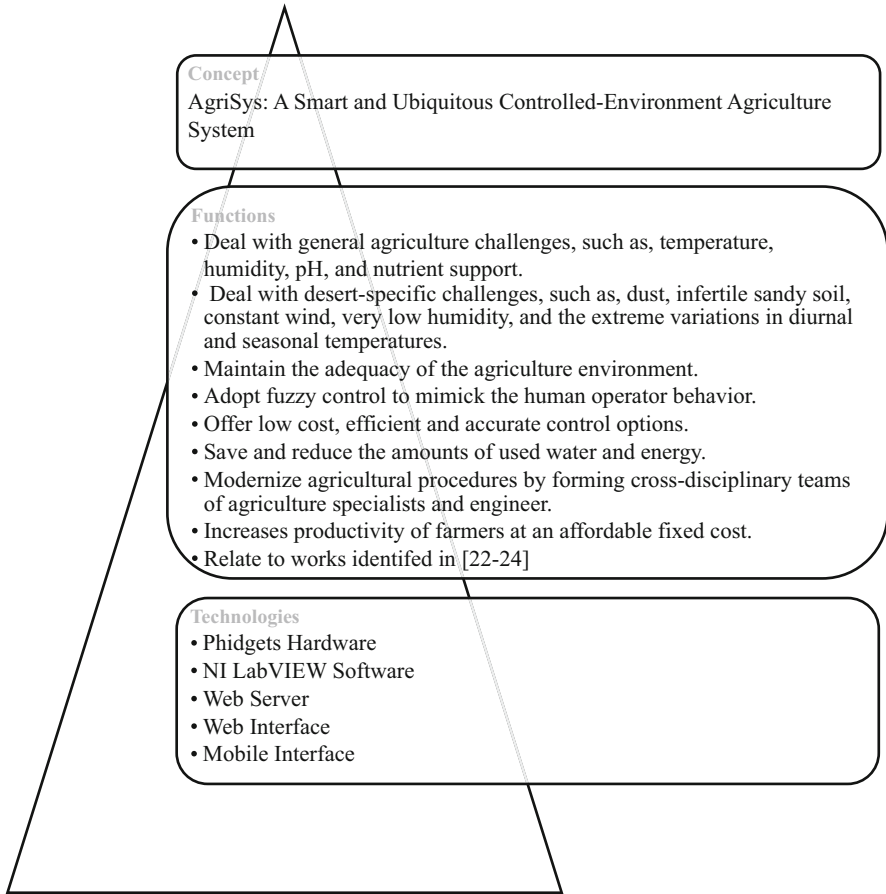 Concept
AgriSys: A Smart and Ubiquitous Controlled-Environment Agriculture
System
Functions
• Deal with general agriculture challenges, such as, temperature,
humidity, pH, and nutrient support.
• Deal with desert-specific challenges, such as, dust, infertile sandy soil,
constant wind, very low humidity, and the extreme variations in diurnal
and seasonal temperatures.
• Maintain the adequacy of the agriculture environment.
• Adopt fuzzy control to mimick the human operator behavior.
• Offer low cost, efficient and accurate control options.
• Save and reduce the amounts of used water and energy.
• Modernize agricultural procedures by forming cross-disciplinary teams
of agriculture specialists and engineer.
• Increases productivity of farmers at an affordable fixed cost.
• Relate to works identifed in [22-24]
Technologies
• Phidgets Hardware
• NI LabVIEW Software
• Web Server
• Web Interface
• Mobile Interface